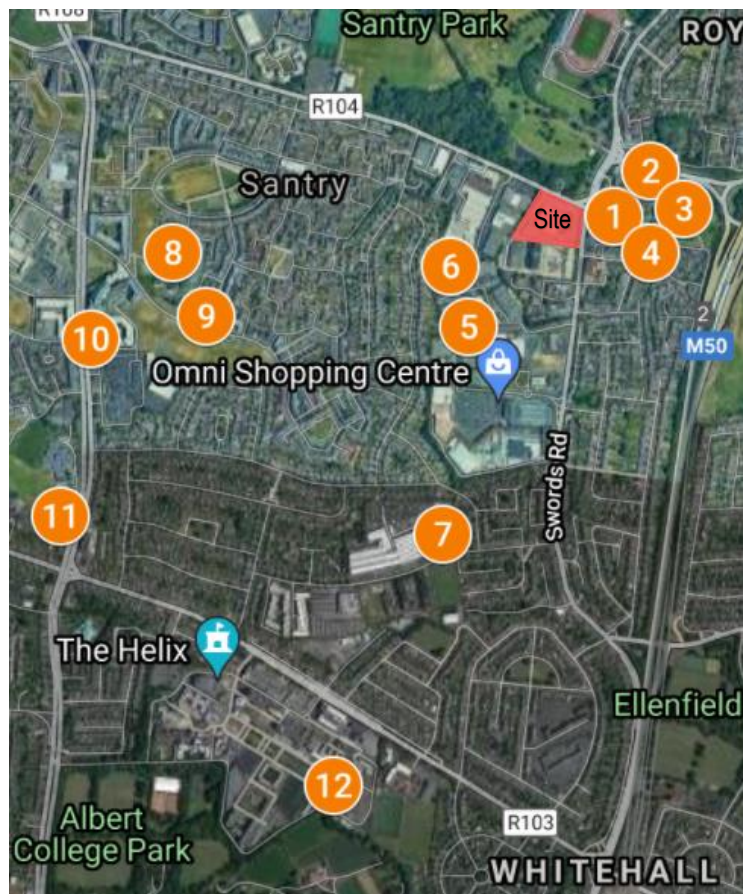 R108
Santry Park
ROY
R104
Santry
2
Site
1
3
4
8
6
9
5
2
10
M50
Omni Shopping Centre
Swords Rd
11
7
The Helix
Ellenfield
12
Albert
College Park
R103
WHITEHALL